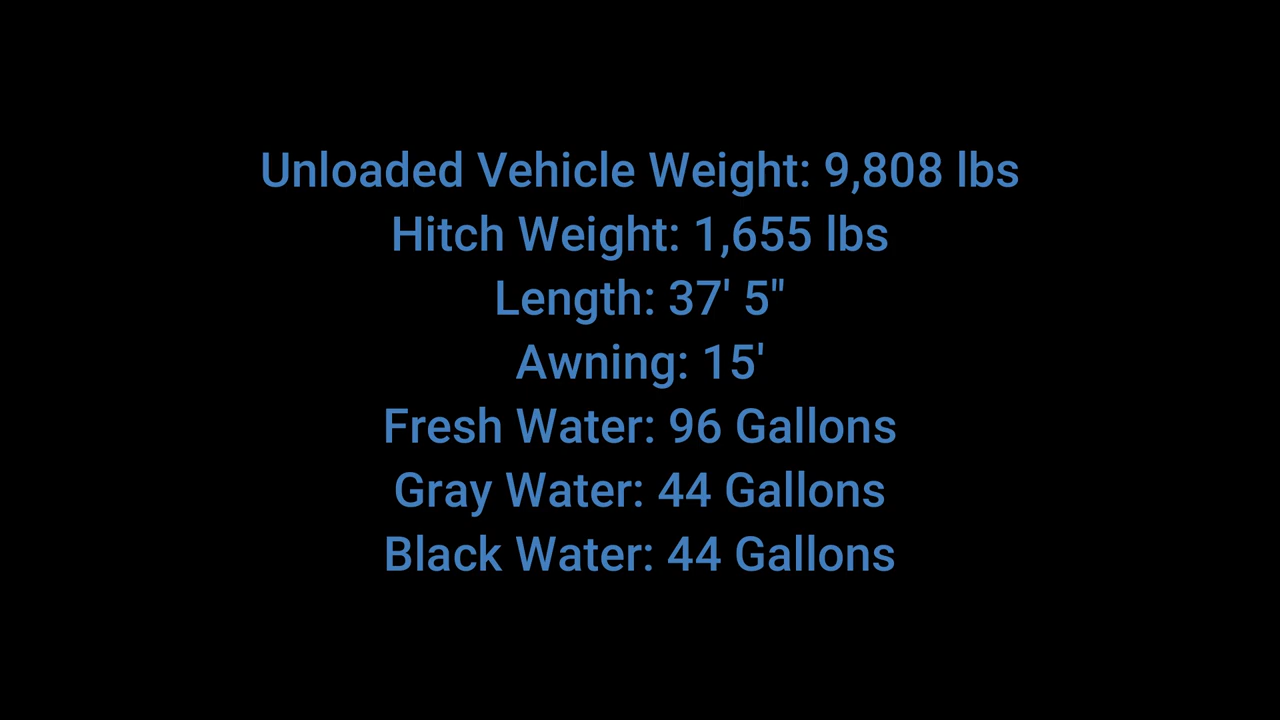 Unloaded Vehicle Weight: 9,808 lbs
Hitch Weight: 1,655 lbs
Length: 37' 5"
Awning: 15'
Fresh Water: 96 Gallons
Gray Water: 44 Gallons
Black Water: 44 Gallons